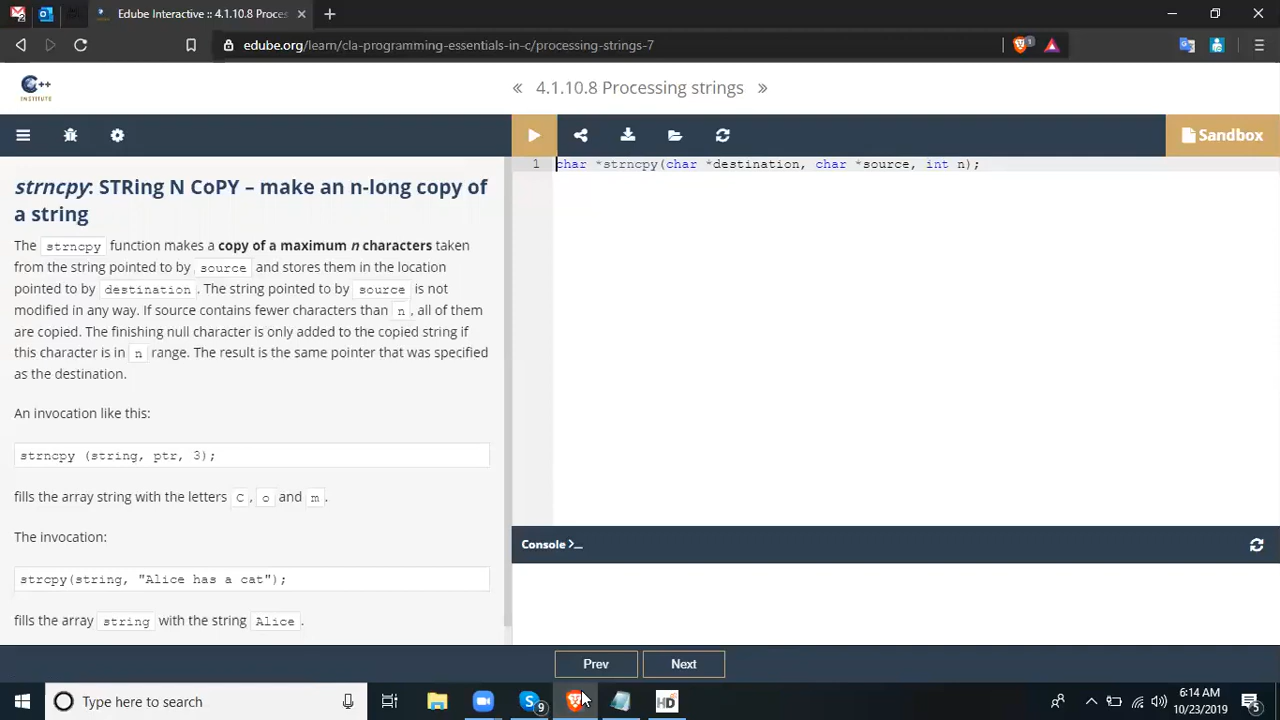 Edube Interactive :: 4.1.10.8 Proces
edube.org/learn/cla-programming-essentials-in-c/processing-strings-7
C++
INSTITUTE
« 4.1.10.8 Processing strings »
Sandbox
strncpy: STRing N CoPY – make an n-long copy of
a string
The strncpy function makes a copy of a maximum n characters taken
from the string pointed to by source and stores them in the location
pointed to by destination . The string pointed to by source is not
modified in any way. If source contains fewer characters than n , all of them
are copied. The finishing null character is only added to the copied string if
this character is in n range. The result is the same pointer that was specified
as the destination.
An invocation like this:
strncpy (string, ptr, 3);
fills the array string with the letters C , o and m .
The invocation:
strcpy(string, "Alice has a cat");
fills the array string with the string Alice .
1 char *strncpy(char *destination, char *source, int n);
Console >_
Prev
Next
Type here to search
S 9
HD
6:14 AM
10/23/2019
5